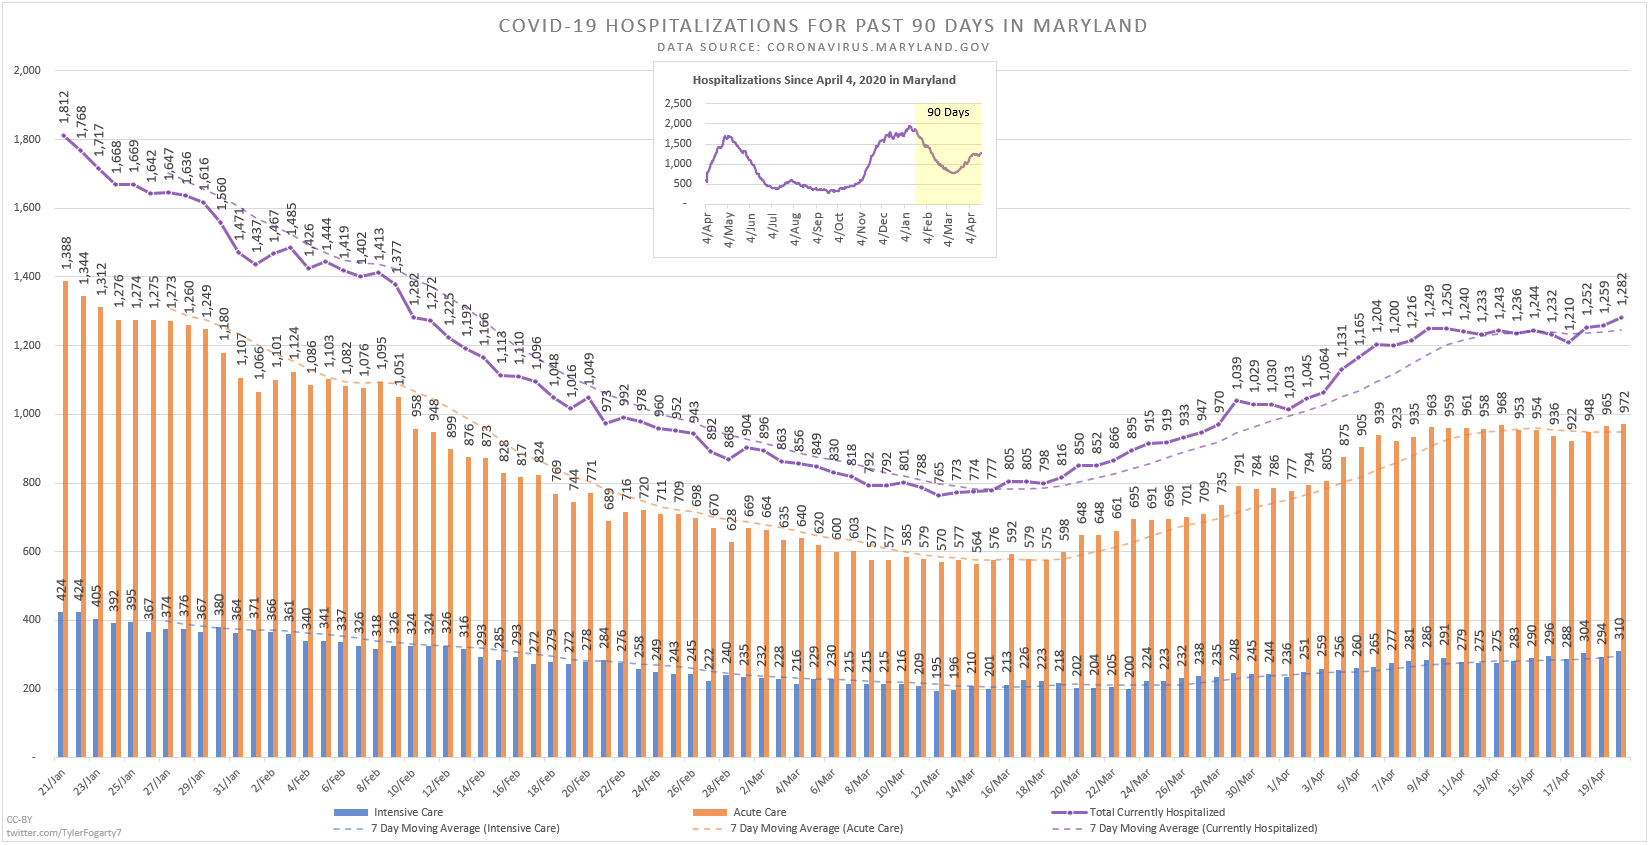 COVID-19 HOSPITALIZATIONS FOR PAST 90 DAYS IN MARYLAND
DATA SOURCE: CORONAVIRUS.MARYLAND.GOV
Hospitalizations Since April 4, 2020 in Maryland
90 Days
2,500
2,000
1,500
1,000
500
-
4/Apr 4/May 4/Jun 4/Jul 4/Aug 4/Sep 4/Oct 4/Nov 4/Dec 4/Jan 4/Feb 4/Mar 4/Apr
2,000
1,800
1,600
1,400
1,200
1,000
800
600
400
200
-
1,812 1,768 1,717 1,668 1,669 1,642 1,647 1,636 1,616 1,560 1,471 1,437 1,467 1,485 1,426 1,444 1,419 1,402 1,413 1,377 1,282 1,272 1,225 1,192 1,166 1,113 1,110 1,096 1,048 1,016 1,049 973 992 978 960 952 943 892 868 904 896 863 856 849 830 818 792 792 801 788 765 773 774 777 805 805 798 816 850 852 866 895 915 919 933 947 970 1,039 1,029 1,030 1,013 1,045 1,064 1,131 1,165 1,204 1,200 1,216 1,249 1,250 1,240 1,233 1,243 1,236 1,244 1,232 1,210 1,252 1,259 1,282
1,388 1,344 1,312 1,276 1,274 1,275 1,273 1,260 1,249 1,180 1,107 1,066 1,101 1,124 1,086 1,103 1,082 1,076 1,095 1,051 958 948 899 876 873 828 817 824 769 744 771 689 716 720 711 709 698 670 628 669 664 635 640 620 600 603 577 577 585 579 570 577 564 576 592 579 575 598 648 648 661 695 691 696 701 709 735 791 784 786 777 794 805 875 905 939 923 935 963 959 961 958 968 953 954 936 922 948 965 972
424 424 405 392 395 367 374 376 367 380 364 371 366 361 340 341 337 326 318 326 324 324 326 316 293 285 293 272 279 272 278 284 276 258 249 243 245 222 240 235 232 228 216 229 230 215 215 215 216 209 195 196 210 201 213 226 223 218 202 204 205 200 224 223 232 238 235 248 245 244 236 251 259 256 260 265 277 281 286 291 279 275 275 283 290 296 288 304 294 310
21/Jan 23/Jan 25/Jan 27/Jan 29/Jan 31/Jan 2/Feb 4/Feb 6/Feb 8/Feb 10/Feb 12/Feb 14/Feb 16/Feb 18/Feb 20/Feb 22/Feb 24/Feb 26/Feb 28/Feb 2/Mar 4/Mar 6/Mar 8/Mar 10/Mar 12/Mar 14/Mar 16/Mar 18/Mar 20/Mar 22/Mar 24/Mar 26/Mar 28/Mar 30/Mar 1/Apr 3/Apr 5/Apr 7/Apr 9/Apr 11/Apr 13/Apr 15/Apr 17/Apr 19/Apr
Intensive Care Acute Care Total Currently Hospitalized
7 Day Moving Average (Intensive Care) 7 Day Moving Average (Acute Care) 7 Day Moving Average (Currently Hospitalized)
CC-BY
twitter.com/TylerFogarty7